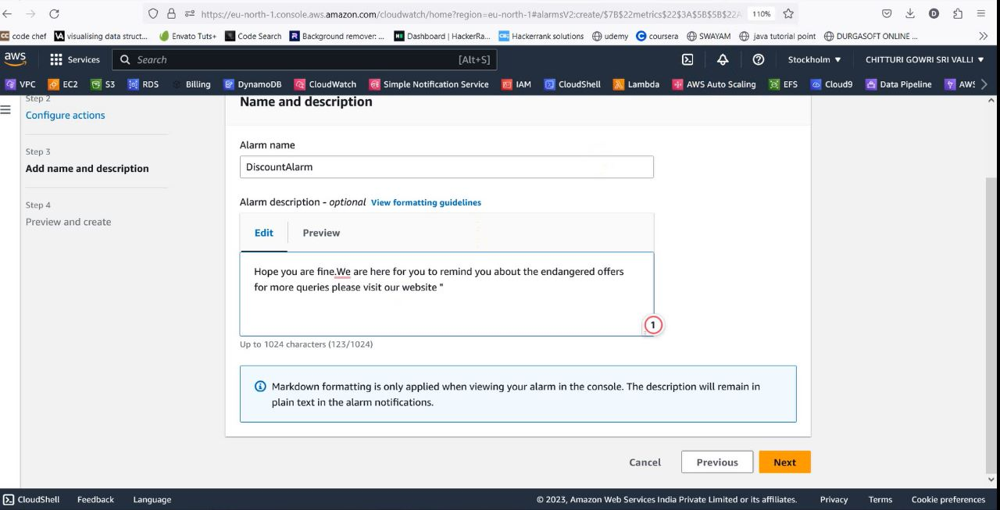 https://eu-north-1.console.aws.amazon.com/cloudwatch/home?region=eu-north-1#alarmsV2:create/$7B$22metrics$22$3A$5B$5B$22A
110%
code chef
visualising data struct...
Envato Tuts+
Code Search
Background remover: ...
Dashboard | HackerRa...
Hackerrank solutions
udemy
coursera
SWAYAM
java tutorial point
DURGASOFT ONLINE ...
aws
Services
Search
[Alt+S]
Stockholm
CHITTURI GOWRI SRI VALLI
VPC
EC2
S3
RDS
Billing
DynamoDB
CloudWatch
Simple Notification Service
IAM
CloudShell
Lambda
AWS Auto Scaling
EFS
Cloud9
Data Pipeline
AWS
Step 2
Configure actions
Step 3
Add name and description
Step 4
Preview and create
Name and description
Alarm name
DiscountAlarm
Alarm description - optional View formatting guidelines
Edit
Preview
Hope you are fine.We are here for you to remind you about the endangered offers
for more queries please visit our website "
1
Up to 1024 characters (123/1024)
Markdown formatting is only applied when viewing your alarm in the console. The description will remain in
plain text in the alarm notifications.
Cancel
Previous
Next
CloudShell
Feedback
Language
© 2023, Amazon Web Services India Private Limited or its affiliates.
Privacy
Terms
Cookie preferences